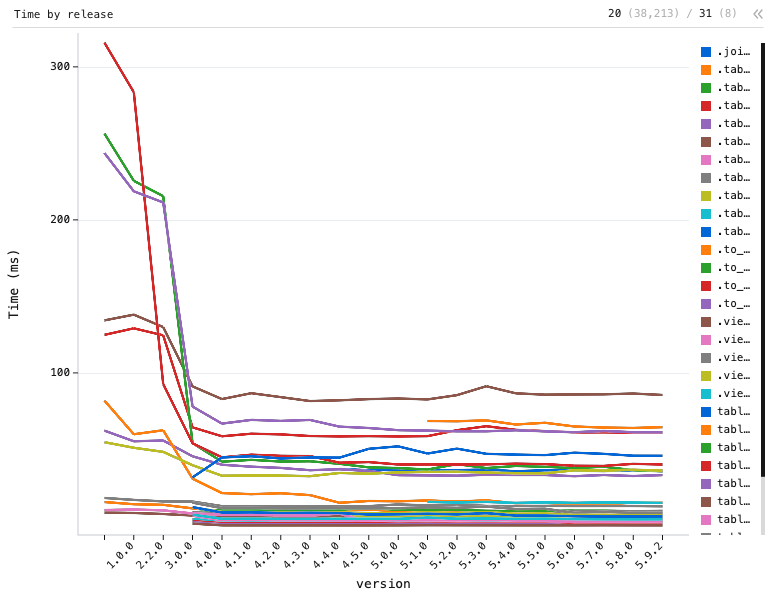 Time by release
20 (38,213) / 31 (8) «
300
200
100
Time (ms)
1.0.0
2.2.0
3.0.0
4.0.0
4.1.0
4.2.0
4.3.0
4.4.0
4.5.0
5.0.0
5.1.0
5.2.0
5.3.0
5.4.0
5.5.0
5.6.0
5.7.0
5.8.0
5.9.2
version
.joi…
.tab…
.tab…
.tab…
.tab…
.tab…
.tab…
.tab…
.tab…
.tab…
.tab…
.to_…
.to_…
.to_…
.to_…
.vie…
.vie…
.vie…
.vie…
.vie…
tabl…
tabl…
tabl…
tabl…
tabl…
tabl…
tabl…